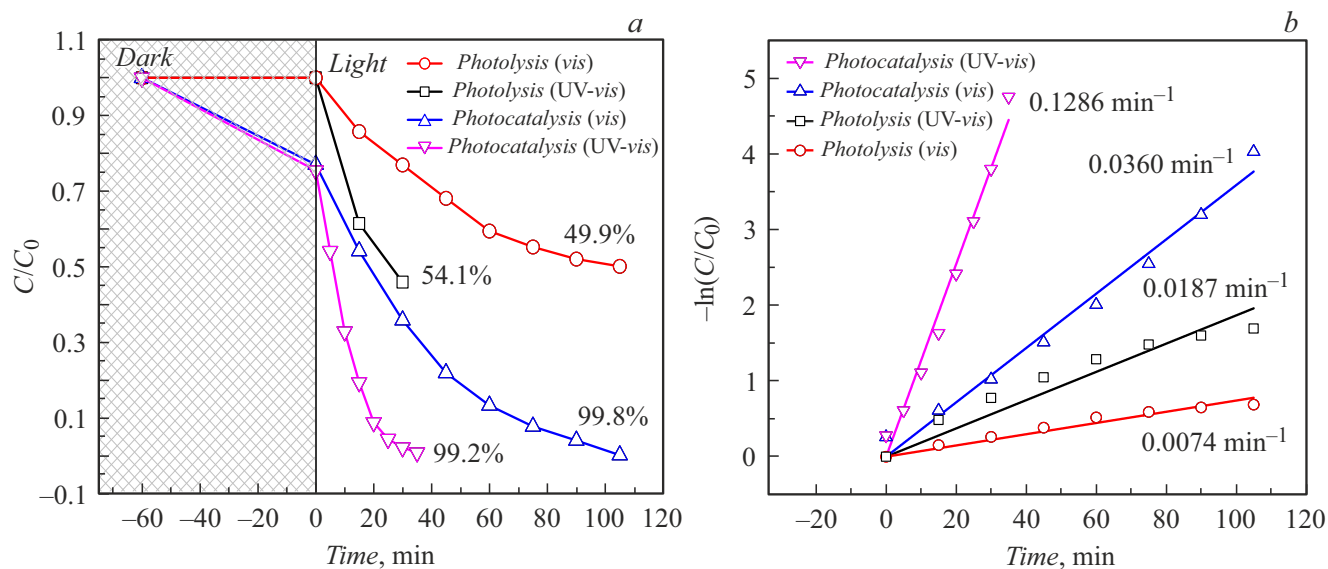 a
1.1
0.9
0.7
0.5
0.3
0.1
–0.1
C/C₀
Dark
Light
Photolysis (vis)
Photolysis (UV-vis)
Photocatalysis (vis)
Photocatalysis (UV-vis)
49.9%
54.1%
99.8%
99.2%
–60 –40 –20 0 20 40 60 80 100 120
Time, min
b
5
4
3
2
1
0
–ln(C/C₀)
Photocatalysis (UV-vis)
Photocatalysis (vis)
Photolysis (UV-vis)
Photolysis (vis)
0.1286 min⁻¹
0.0360 min⁻¹
0.0187 min⁻¹
0.0074 min⁻¹
–20 0 20 40 60 80 100 120
Time, min